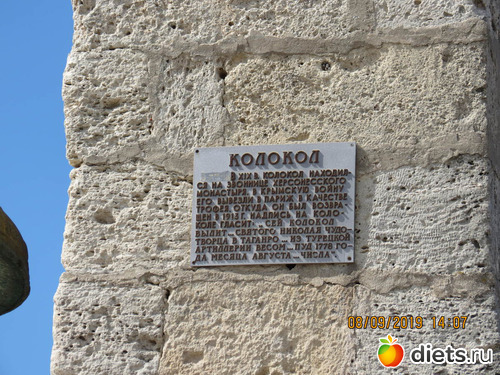 КОЛОКОЛ
В XIX В. КОЛОКОЛ НАХОДИЛ-
СЯ НА ЗВОННИЦЕ ХЕРСОНЕССКОГО
МОНАСТЫРЯ. В КРЫМСКУЮ ВОЙНУ
ЕГО ВЫВЕЗЛИ В ПАРИЖ В КАЧЕСТВЕ
ТРОФЕЯ, ОТКУДА ОН БЫЛ ВОЗВРА-
ЩЕН В 1913 Г. НАДПИСЬ НА КОЛО-
КОЛЕ ГЛАСИТ: „СЕЙ КОЛОКОЛ
ВЫЛИТ... СВЯТОГО НИКОЛАЯ ЧУДО-
ТВОРЦА В ТАГАНРО... ИЗ ТУРЕЦКОЙ
АРТИЛЛЕРИИ ВЕСОМ... ПУД 1778 ГО-
ДА МЕСЯЦА АВГУСТА... ЧИСЛА".
08/09/2019 14:07
diets.ru